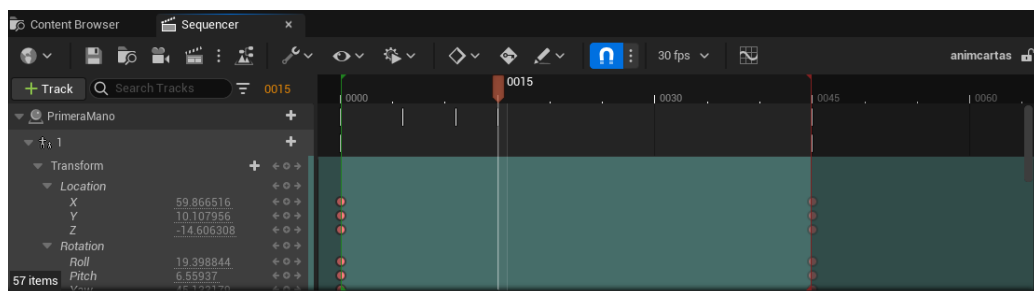 Content Browser
Sequencer
30 fps
animcartas
+ Track
Search Tracks
0015
0015
0000
0030
0045
0060
PrimeraMano
1
Transform
Location
X 59.866516
Y 10.107956
Z -14.606308
Rotation
Roll 19.398844
Pitch 6.55937
57 items